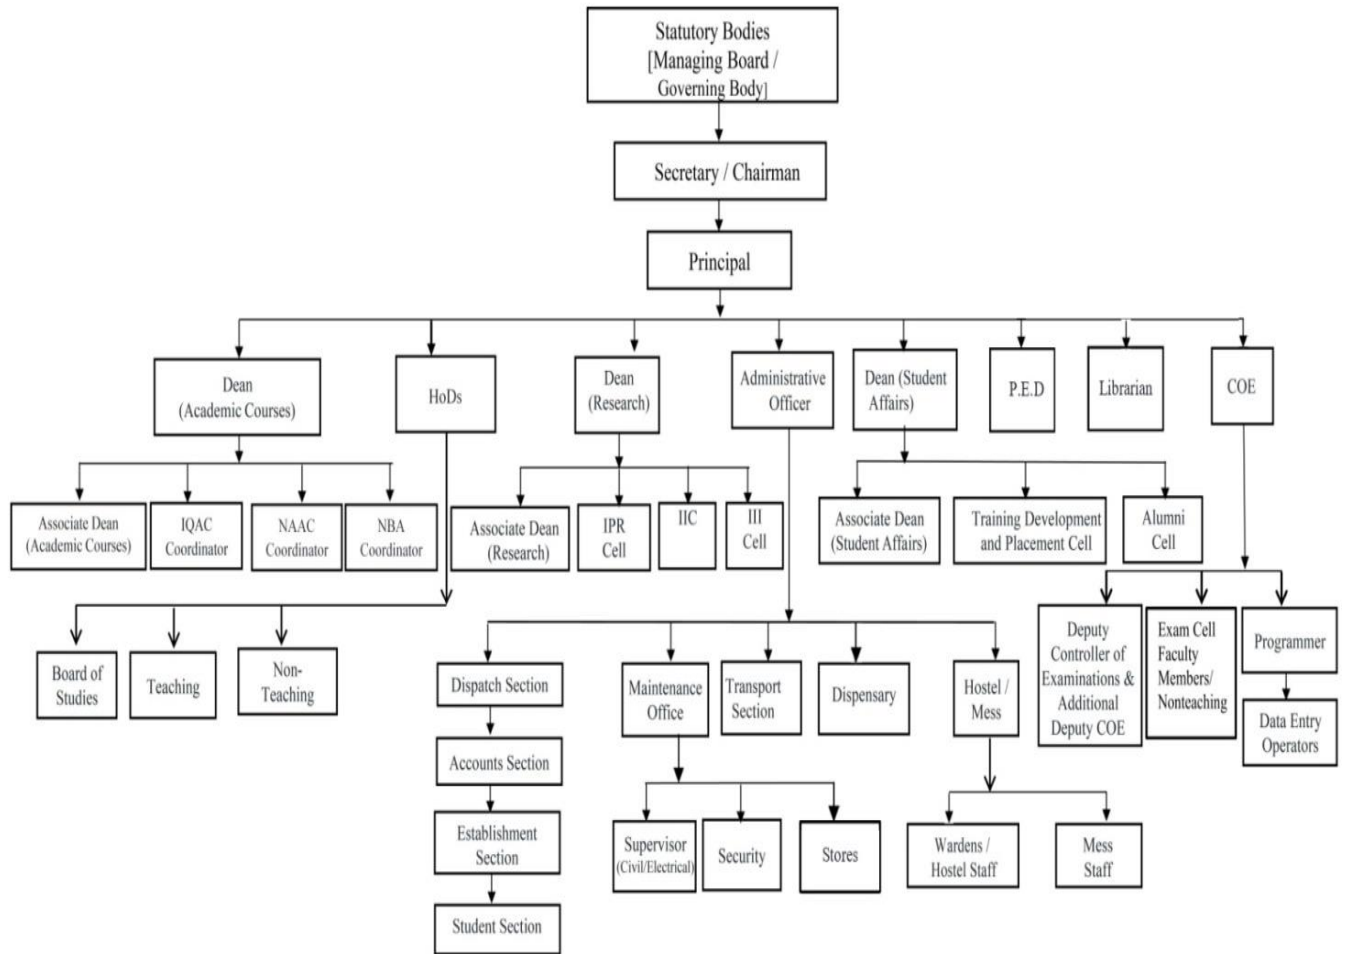 Statutory Bodies
[Managing Board /
Governing Body]
Secretary / Chairman
Principal
Dean
(Academic Courses)
HoDs
Dean
(Research)
Administrative
Officer
Dean (Student
Affairs)
P.E.D
Librarian
COE
Associate Dean
(Academic Courses)
IQAC
Coordinator
NAAC
Coordinator
NBA
Coordinator
Associate Dean
(Research)
IPR
Cell
IIC
III
Cell
Associate Dean
(Student Affairs)
Training Development
and Placement Cell
Alumni
Cell
Board of
Studies
Teaching
Non-
Teaching
Dispatch Section
Maintenance
Office
Transport
Section
Dispensary
Hostel /
Mess
Deputy
Controller of
Examinations &
Additional
Deputy COE
Exam Cell
Faculty
Members/
Nonteaching
Programmer
Data Entry
Operators
Accounts Section
Establishment
Section
Student Section
Supervisor
(Civil/Electrical)
Security
Stores
Wardens /
Hostel Staff
Mess
Staff